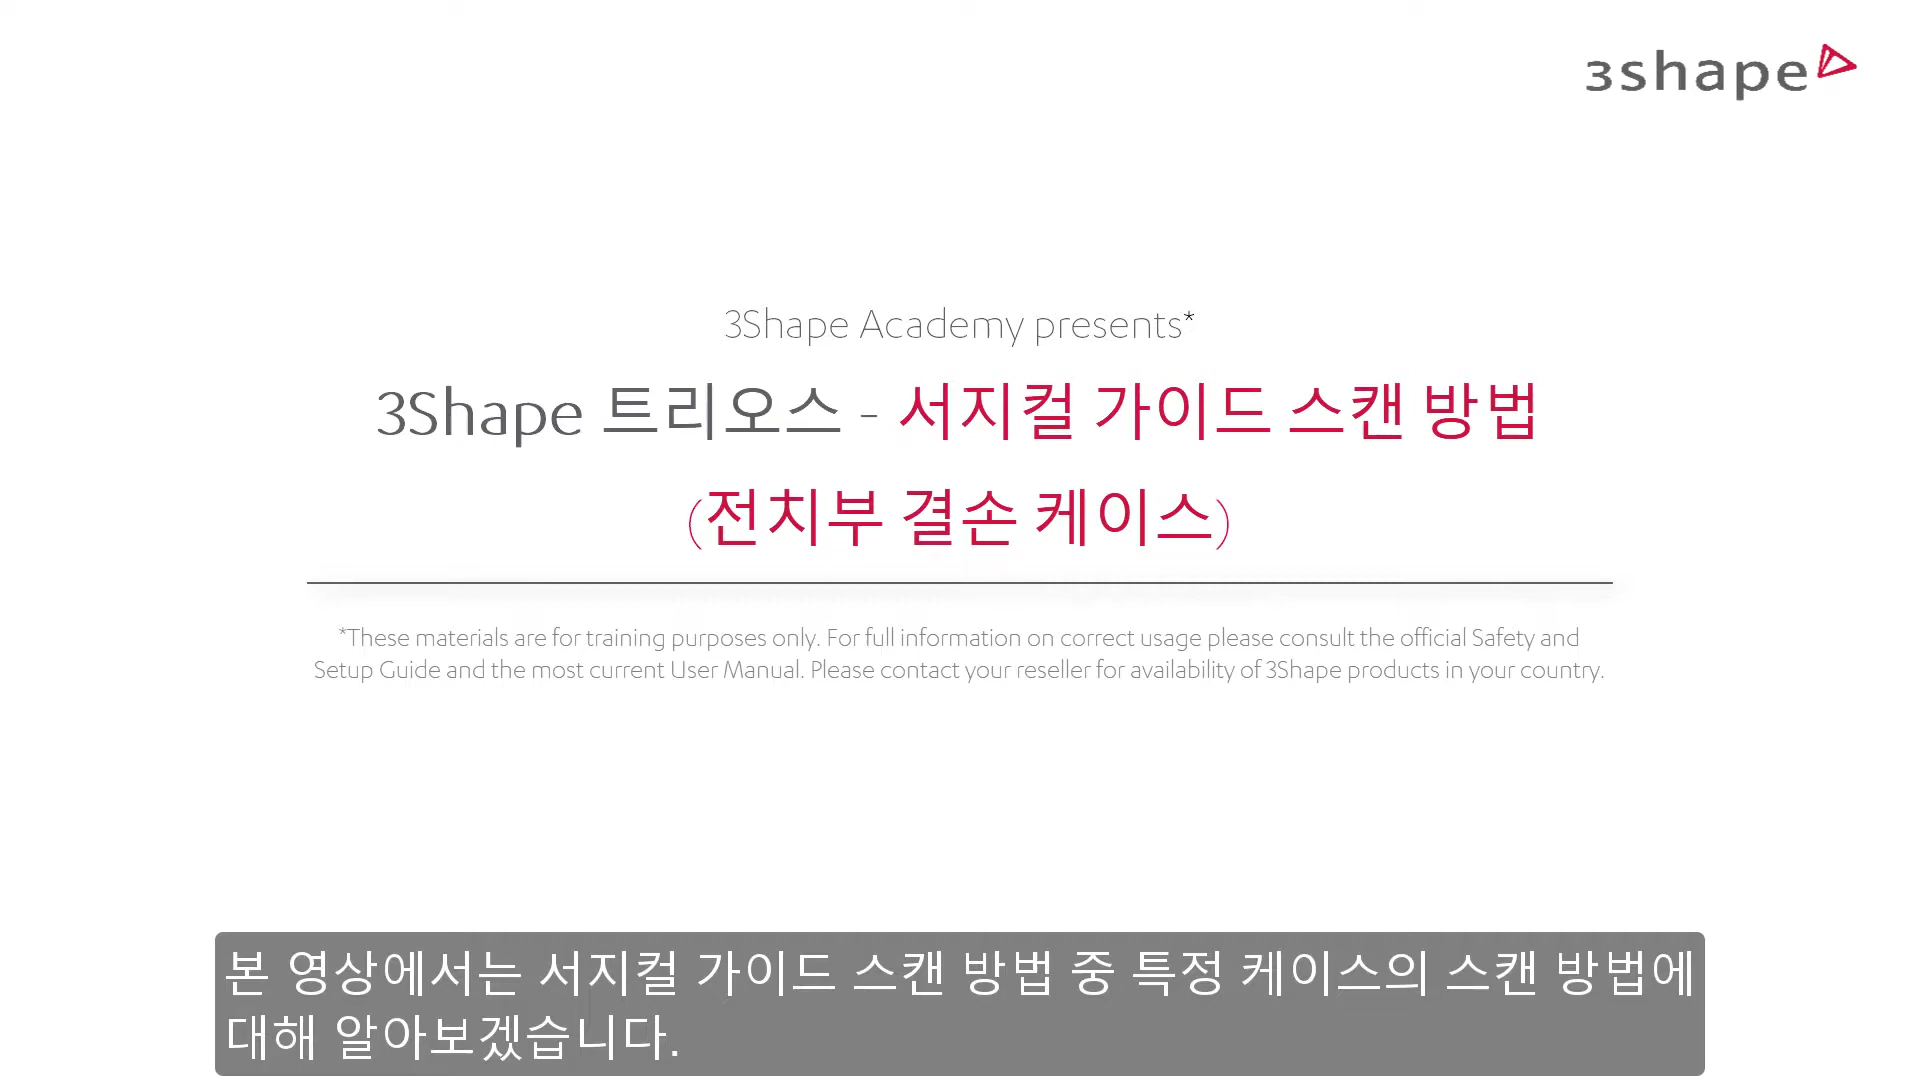 3shape
3Shape Academy presents*
3Shape 트리오스 - 서지컬 가이드 스캔 방법
(전치부 결손 케이스)
*These materials are for training purposes only. For full information on correct usage please consult the official Safety and
Setup Guide and the most current User Manual. Please contact your reseller for availability of 3Shape products in your country.
본 영상에서는 서지컬 가이드 스캔 방법 중 특정 케이스의 스캔 방법에
대해 알아보겠습니다.